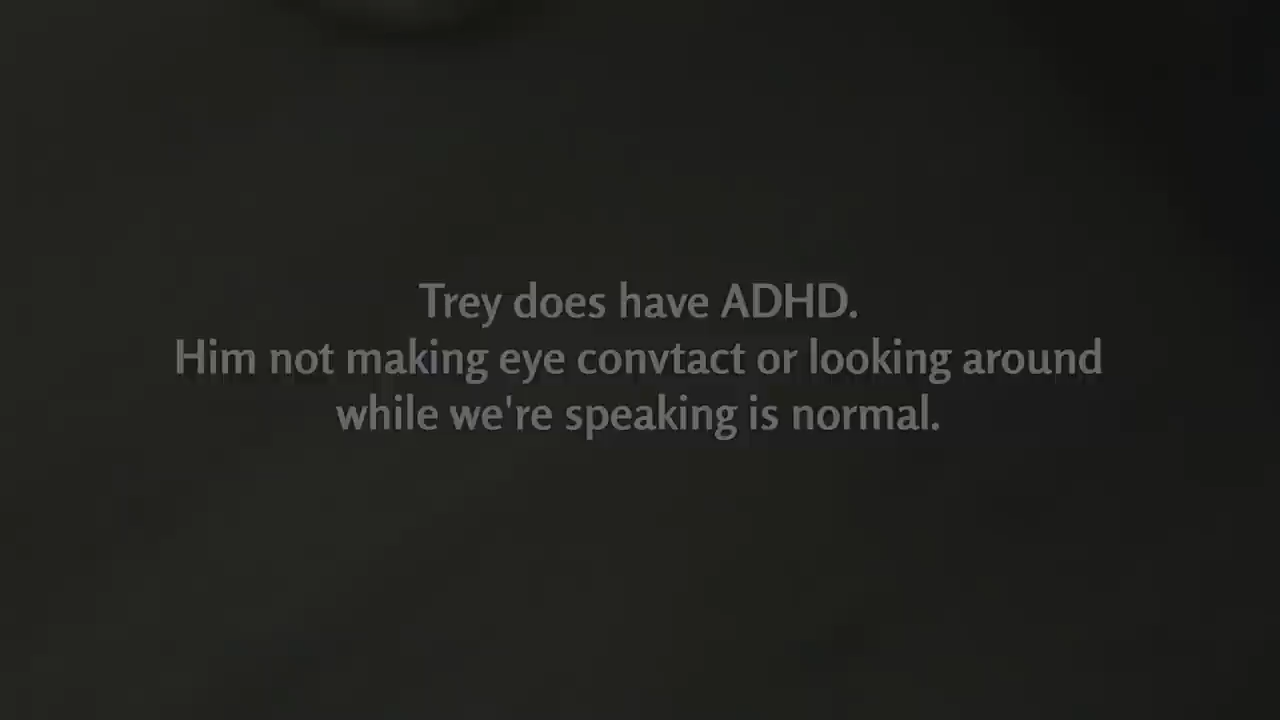 Trey does have ADHD.
Him not making eye convtact or looking around
while we're speaking is normal.